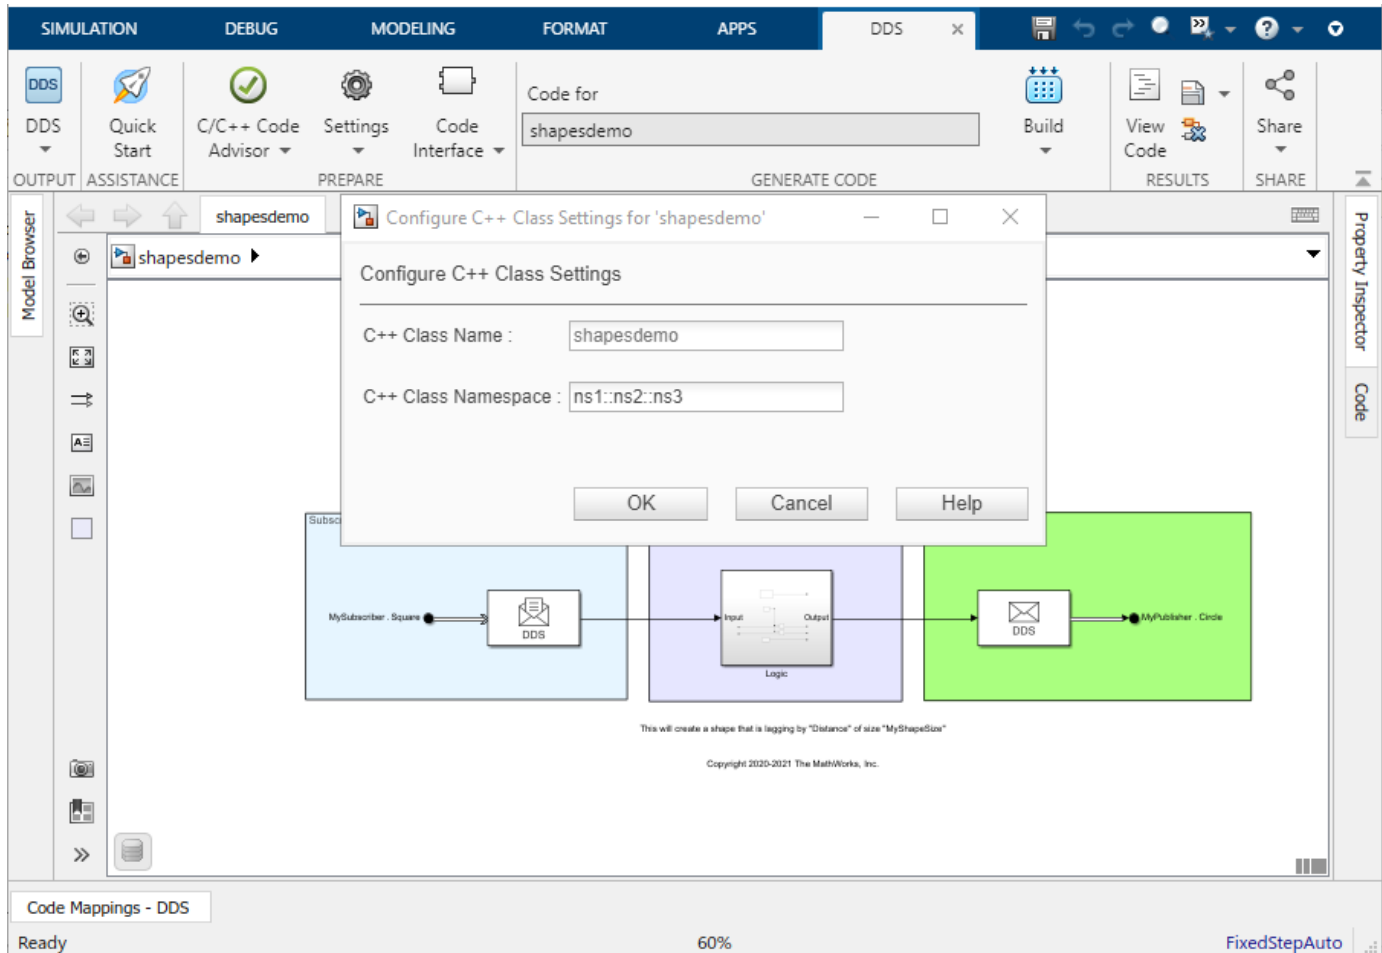 SIMULATION DEBUG MODELING FORMAT APPS DDS
DDS
DDS
Quick
Start
C/C++ Code
Advisor
Settings
Code
Interface
Code for
shapesdemo
Build
View
Code
Share
OUTPUT ASSISTANCE PREPARE GENERATE CODE RESULTS SHARE
Model Browser
shapesdemo
shapesdemo
Configure C++ Class Settings for 'shapesdemo'
Configure C++ Class Settings
C++ Class Name : shapesdemo
C++ Class Namespace : ns1::ns2::ns3
OK Cancel Help
Property Inspector
Code
Subsc
MySubscriber . Square
DDS
Input Output
Logic
DDS
MyPublisher . Circle
This will create a shape that is lagging by "Distance" of size "MyShapeSize"
Copyright 2020-2021 The MathWorks, Inc.
Code Mappings - DDS
Ready 60% FixedStepAuto